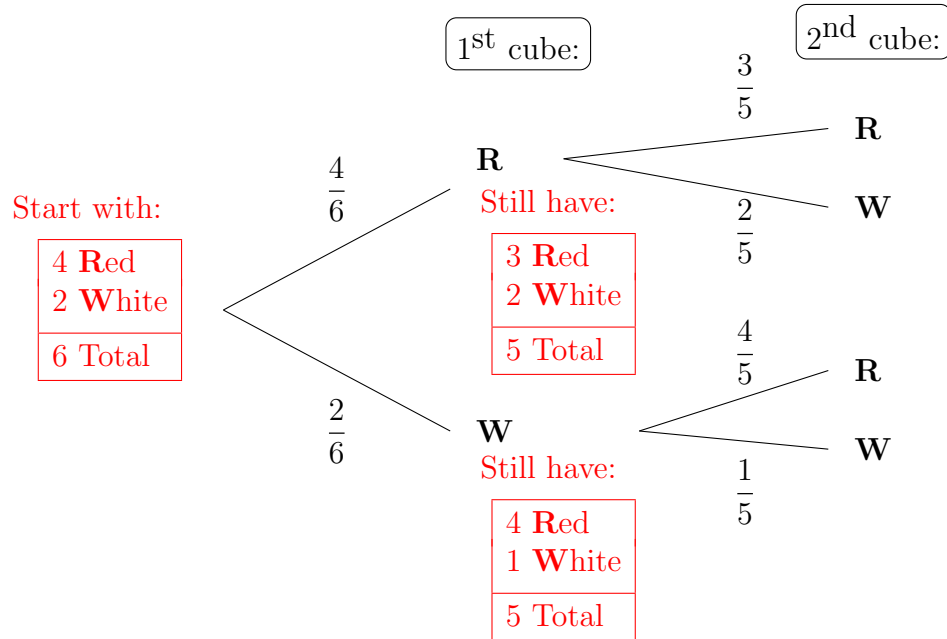 1st cube:
2nd cube:
3/5
R
4/6
R
W
Start with:
Still have:
2/5
4 Red
2 White
6 Total
3 Red
2 White
5 Total
4/5
R
2/6
W
W
Still have:
1/5
4 Red
1 White
5 Total